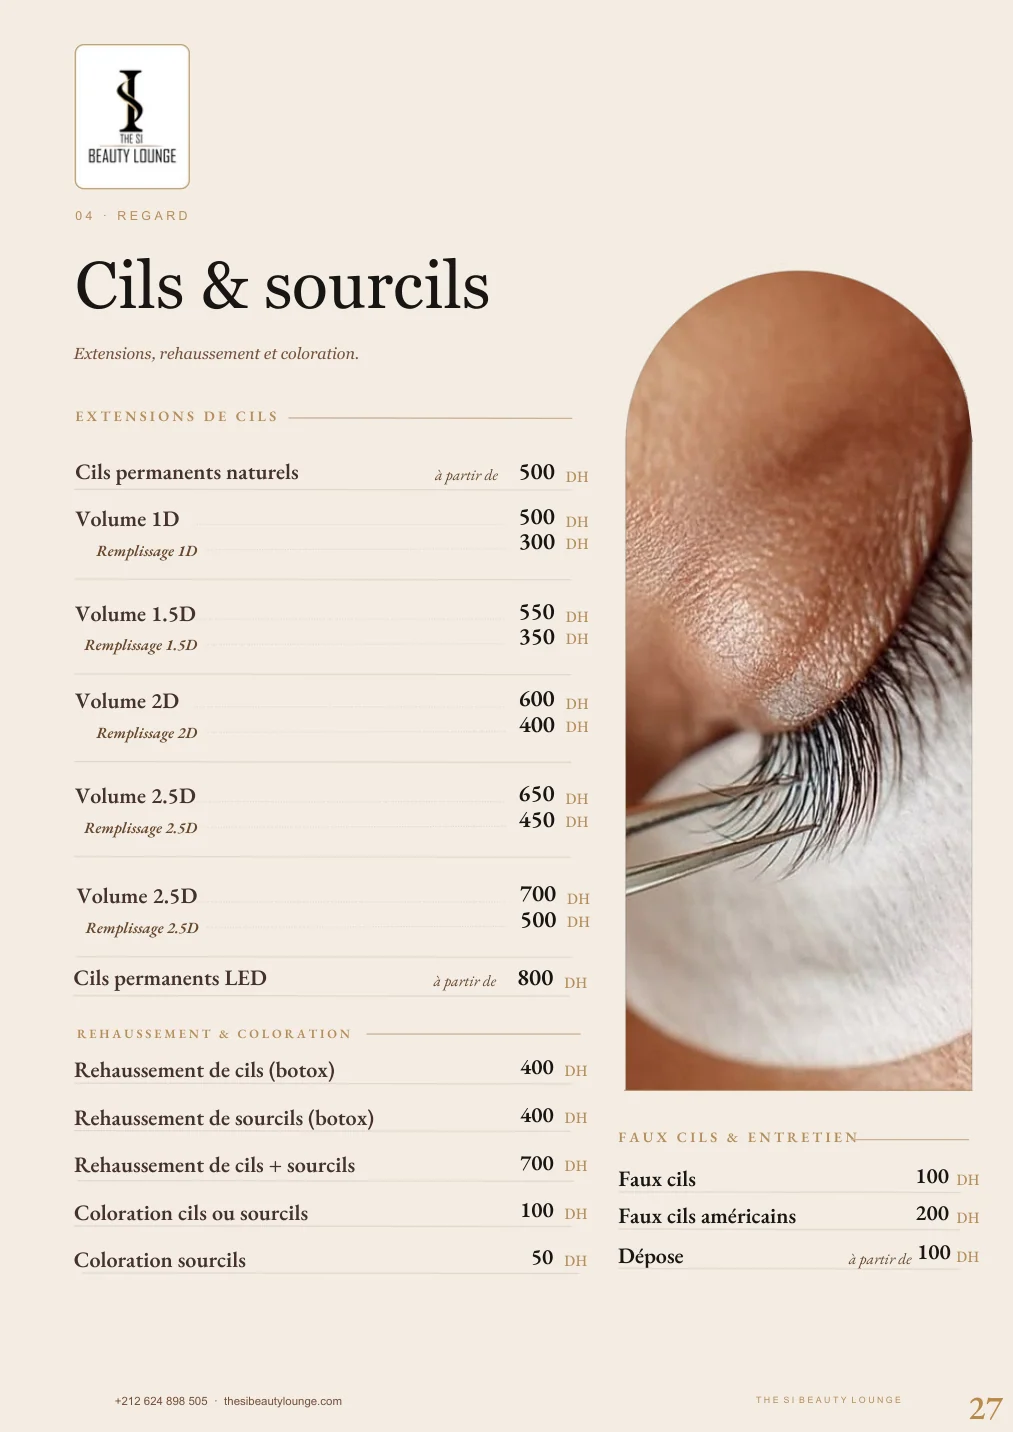 THE SI
BEAUTY LOUNGE
04 · REGARD
Cils & sourcils
Extensions, rehaussement et coloration.
EXTENSIONS DE CILS
Cils permanents naturels à partir de 500 DH
Volume 1D 500 DH
Remplissage 1D 300 DH
Volume 1.5D 550 DH
Remplissage 1.5D 350 DH
Volume 2D 600 DH
Remplissage 2D 400 DH
Volume 2.5D 650 DH
Remplissage 2.5D 450 DH
Volume 2.5D 700 DH
Remplissage 2.5D 500 DH
Cils permanents LED à partir de 800 DH
REHAUSSEMENT & COLORATION
Rehaussement de cils (botox) 400 DH
Rehaussement de sourcils (botox) 400 DH
Rehaussement de cils + sourcils 700 DH
Coloration cils ou sourcils 100 DH
Coloration sourcils 50 DH
FAUX CILS & ENTRETIEN
Faux cils 100 DH
Faux cils américains 200 DH
Dépose à partir de 100 DH
+212 624 898 505 · thesibeautylounge.com
THE SI BEAUTY LOUNGE
27